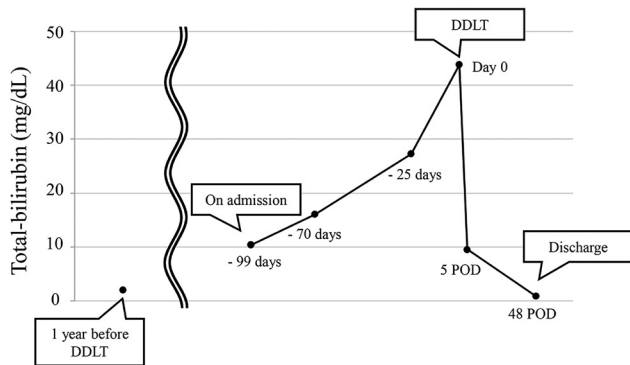 Total-bilirubin (mg/dL)
50
40
30
20
10
0
DDLT
Day 0
- 25 days
On admission
- 70 days
- 99 days
5 POD
Discharge
48 POD
1 year before
DDLT